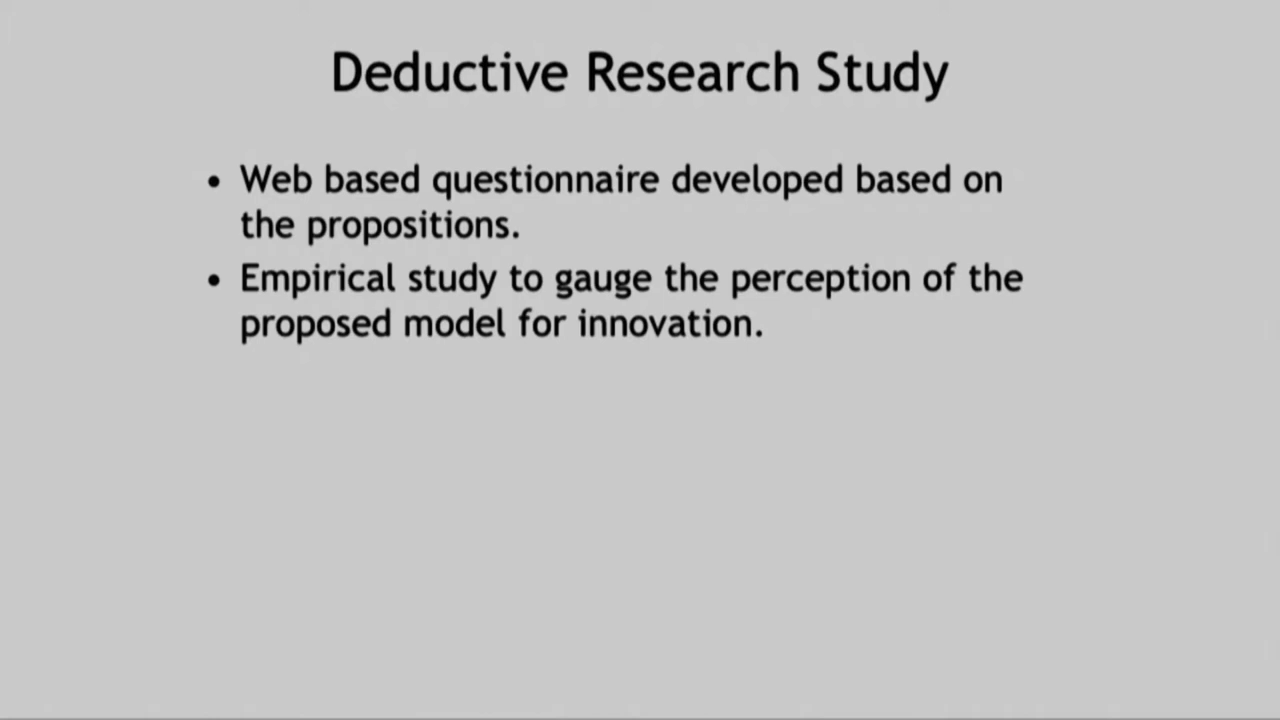 Deductive Research Study
• Web based questionnaire developed based on
the propositions.
• Empirical study to gauge the perception of the
proposed model for innovation.